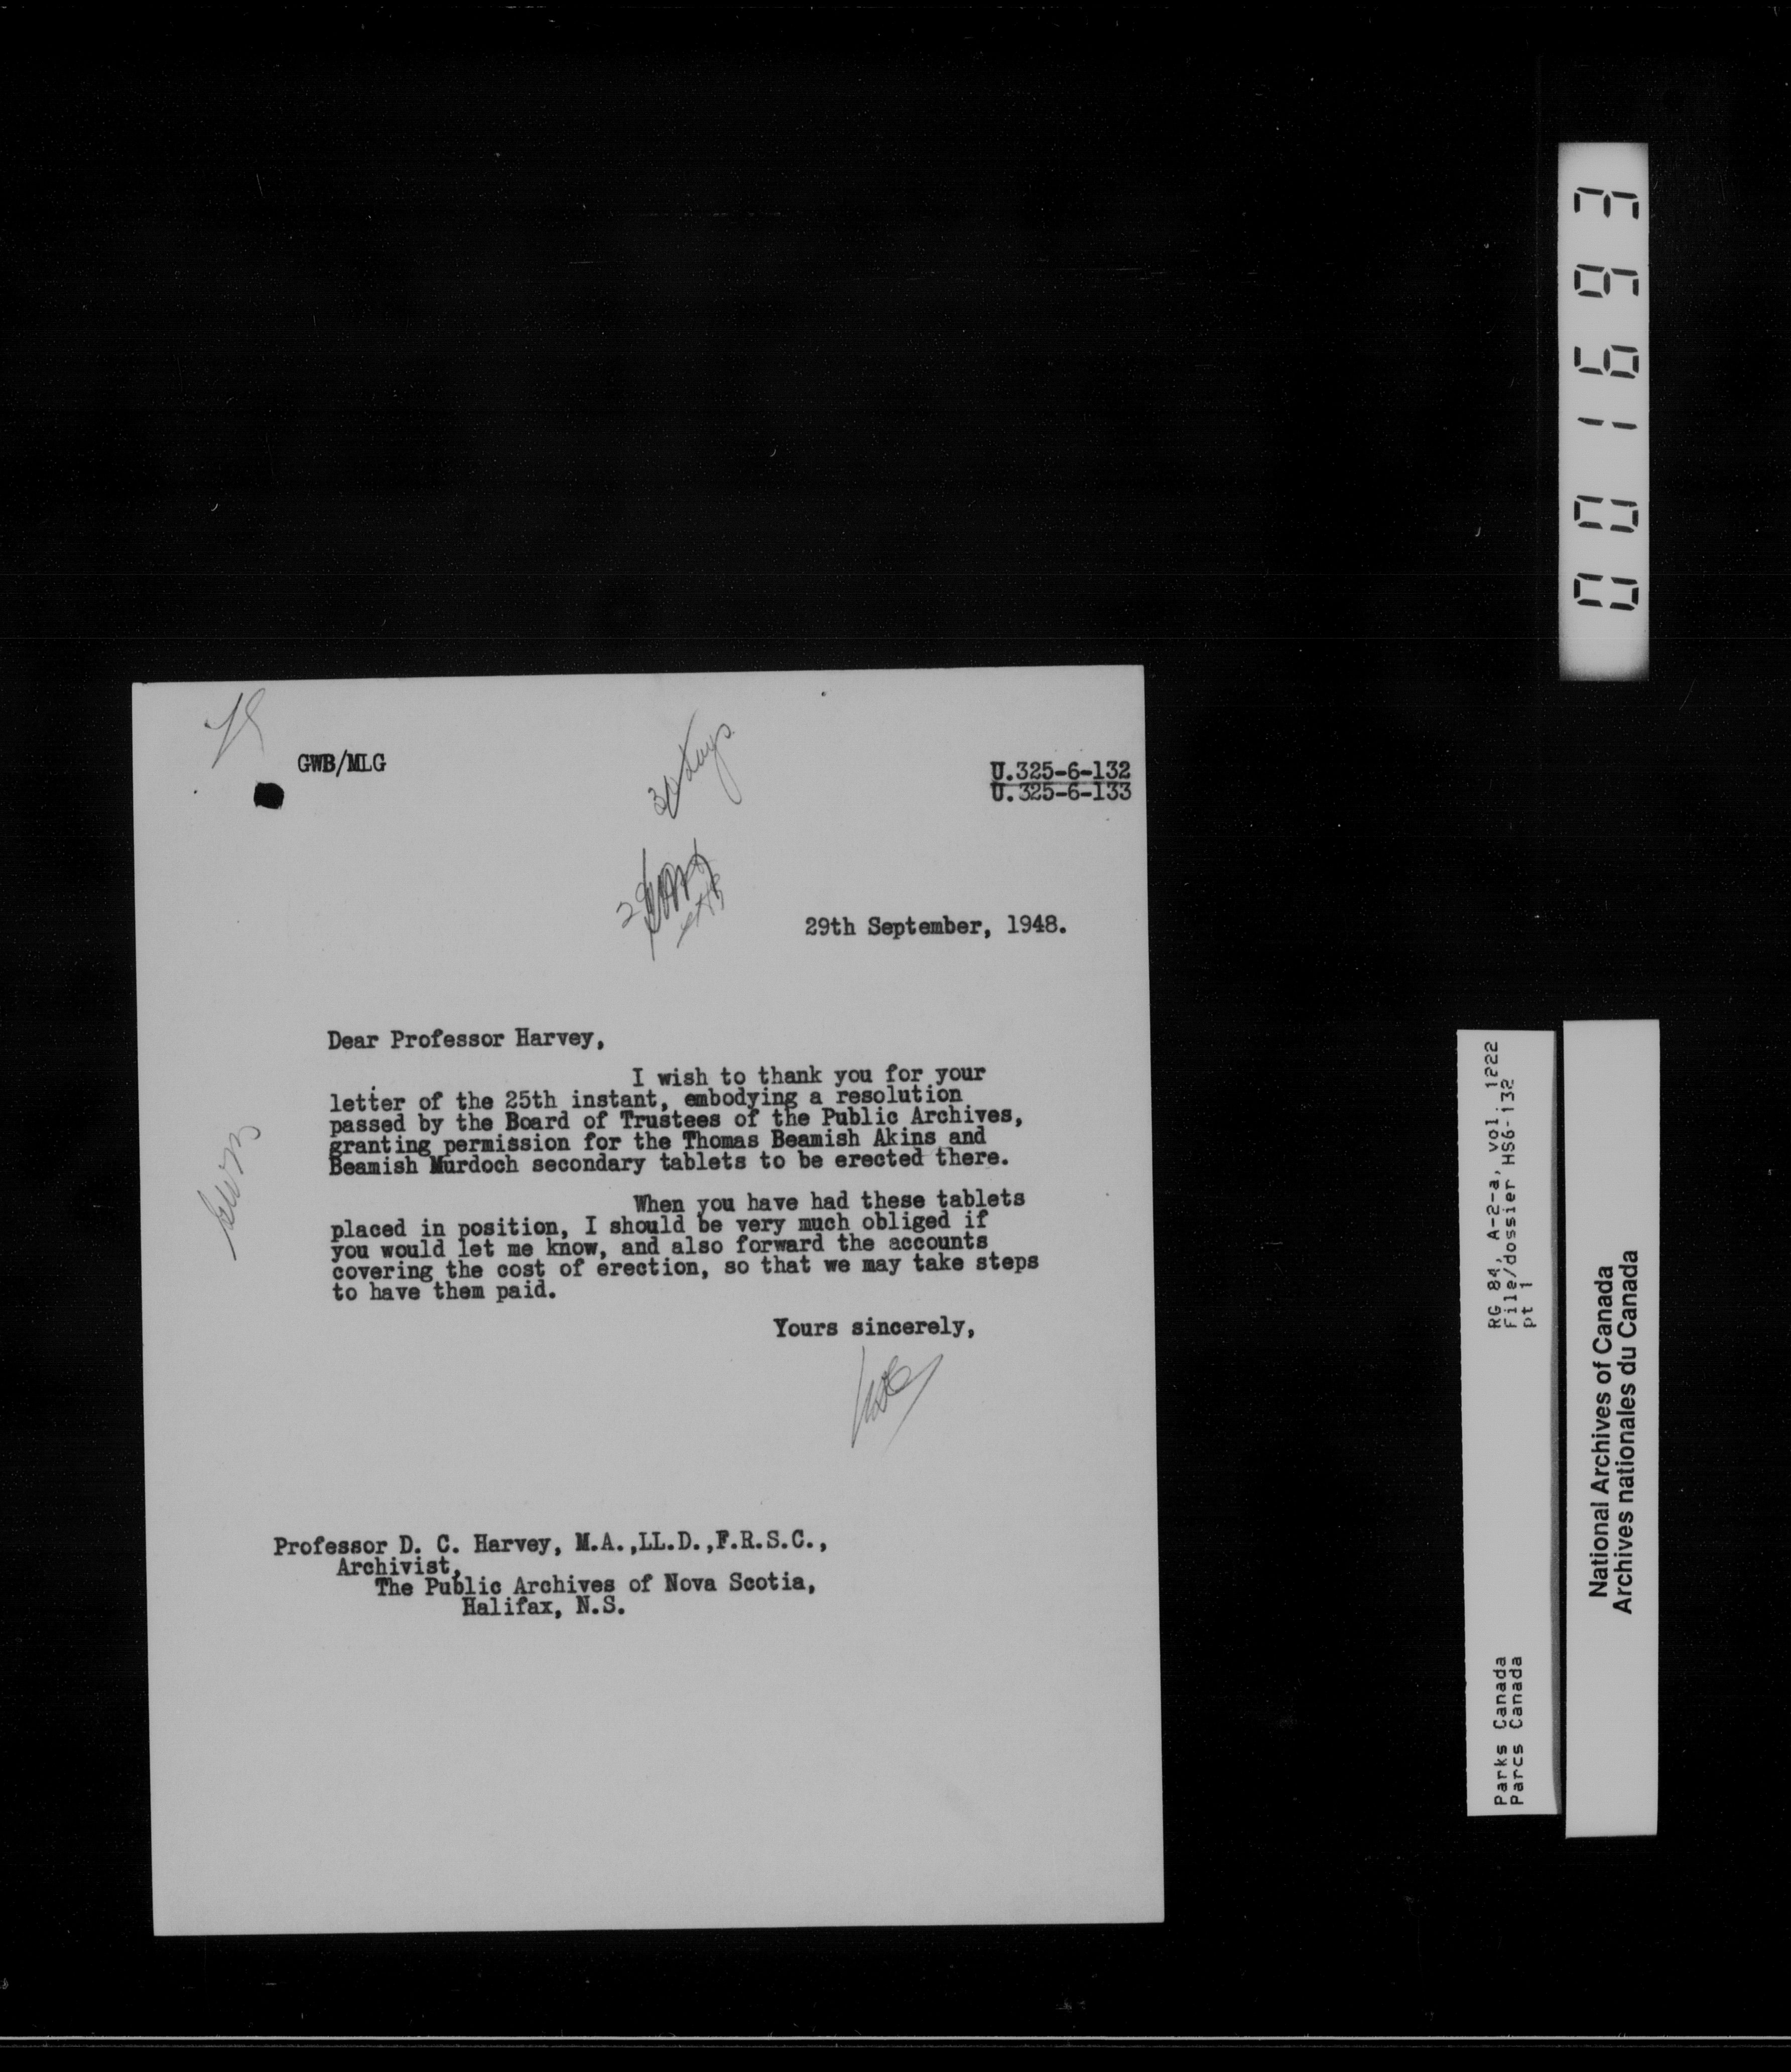 GWB/MLG
30 days
U.325-6-132
U.325-6-133
29th September, 1948.
Dear Professor Harvey,
I wish to thank you for your
letter of the 25th instant, embodying a resolution
passed by the Board of Trustees of the Public Archives,
granting permission for the Thomas Beamish Akins and
Beamish Murdoch secondary tablets to be erected there.
When you have had these tablets
placed in position, I should be very much obliged if
you would let me know, and also forward the accounts
covering the cost of erection, so that we may take steps
to have them paid.
Yours sincerely,
Professor D. C. Harvey, M.A.,LL.D.,F.R.S.C.,
Archivist,
The Public Archives of Nova Scotia,
Halifax, N.S.
001693
RG 84, A-2-a, vol. 1222
File/dossier HS6-132
pt 1
Parks Canada
Parcs Canada
National Archives of Canada
Archives nationales du Canada